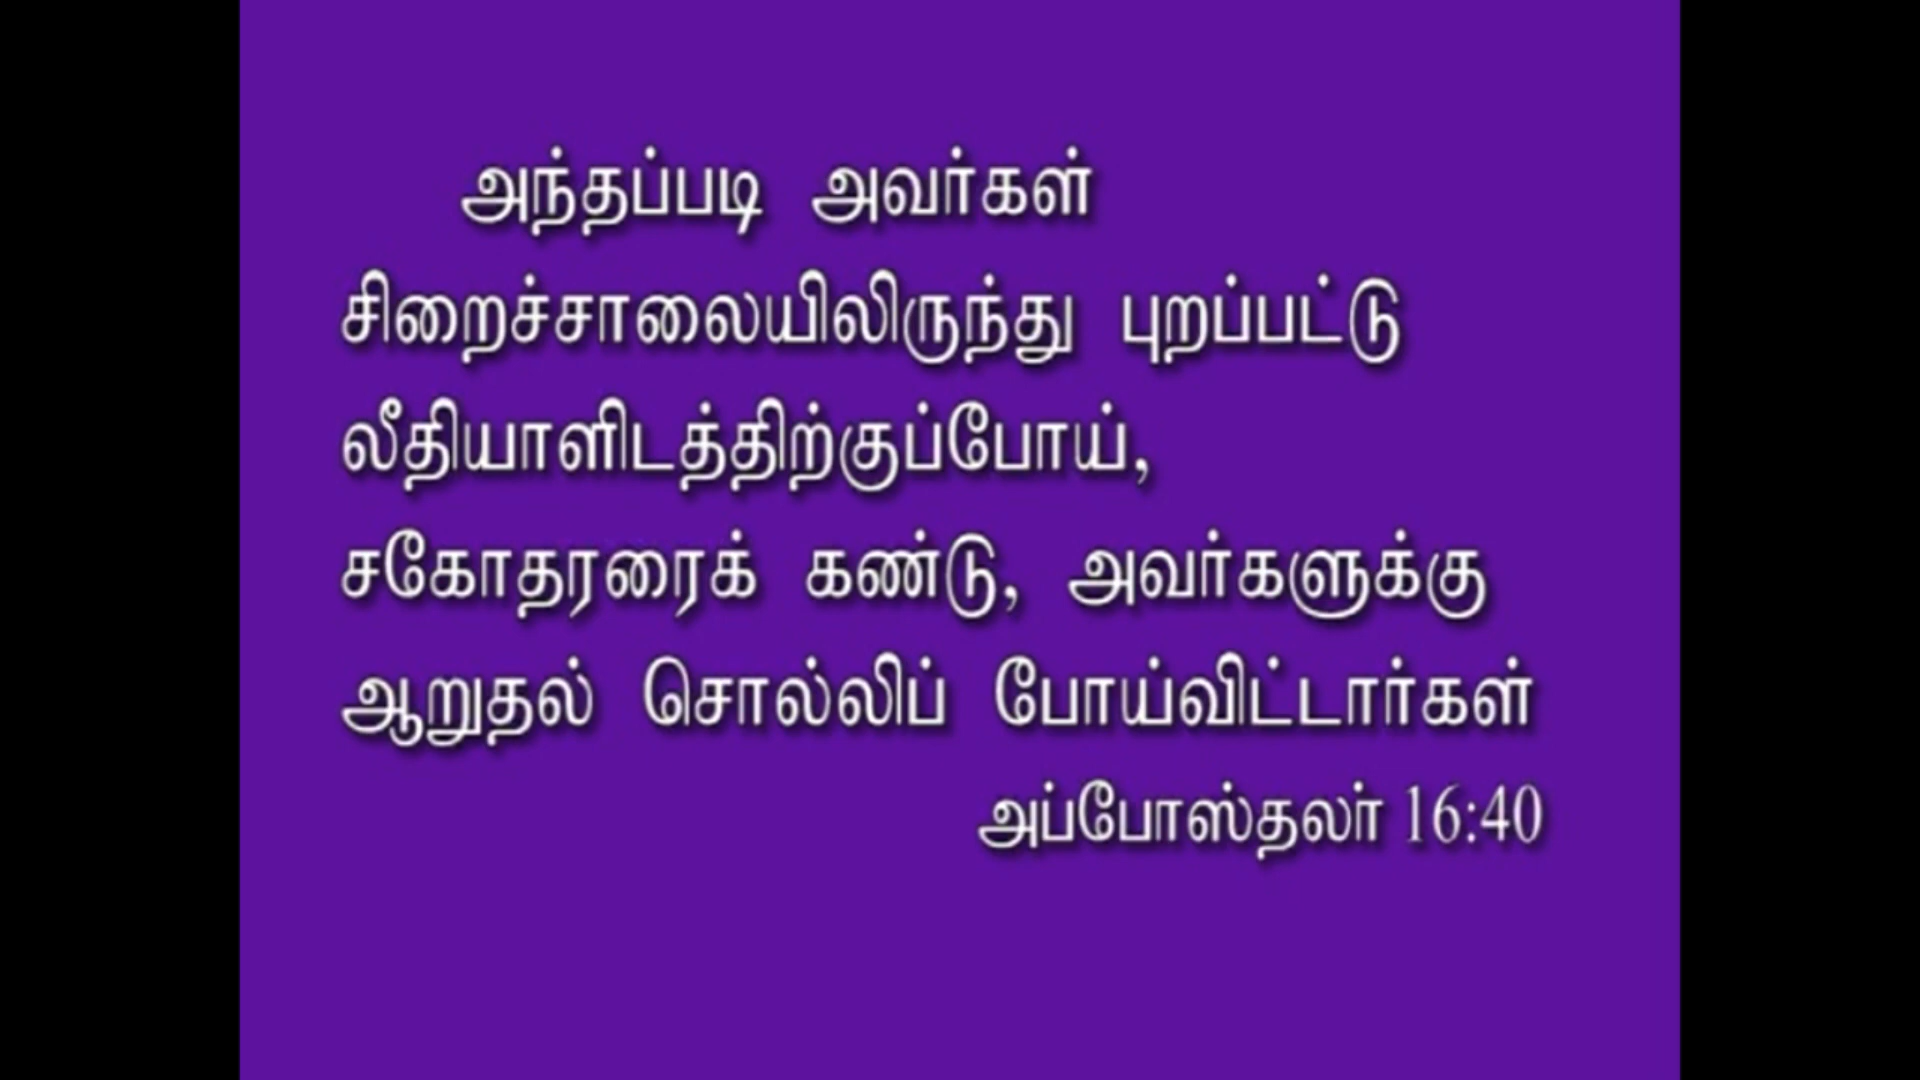 அந்தப்படி அவர்கள்
சிறைச்சாலையிலிருந்து புறப்பட்டு
லீதியாளிடத்திற்குப்போய்,
சகோதரரைக் கண்டு, அவர்களுக்கு
ஆறுதல் சொல்லிப் போய்விட்டார்கள்
அப்போஸ்தலர் 16:40